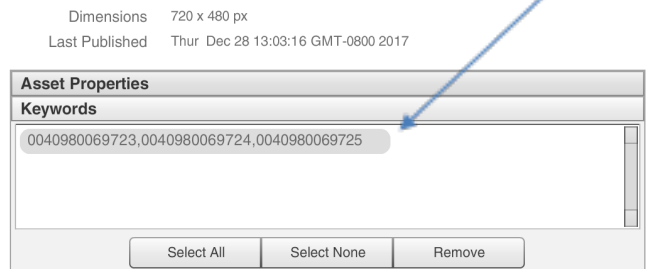 Dimensions 720 x 480 px
Last Published Thur Dec 28 13:03:16 GMT-0800 2017
Asset Properties
Keywords
0040980069723,0040980069724,0040980069725
Select All Select None Remove